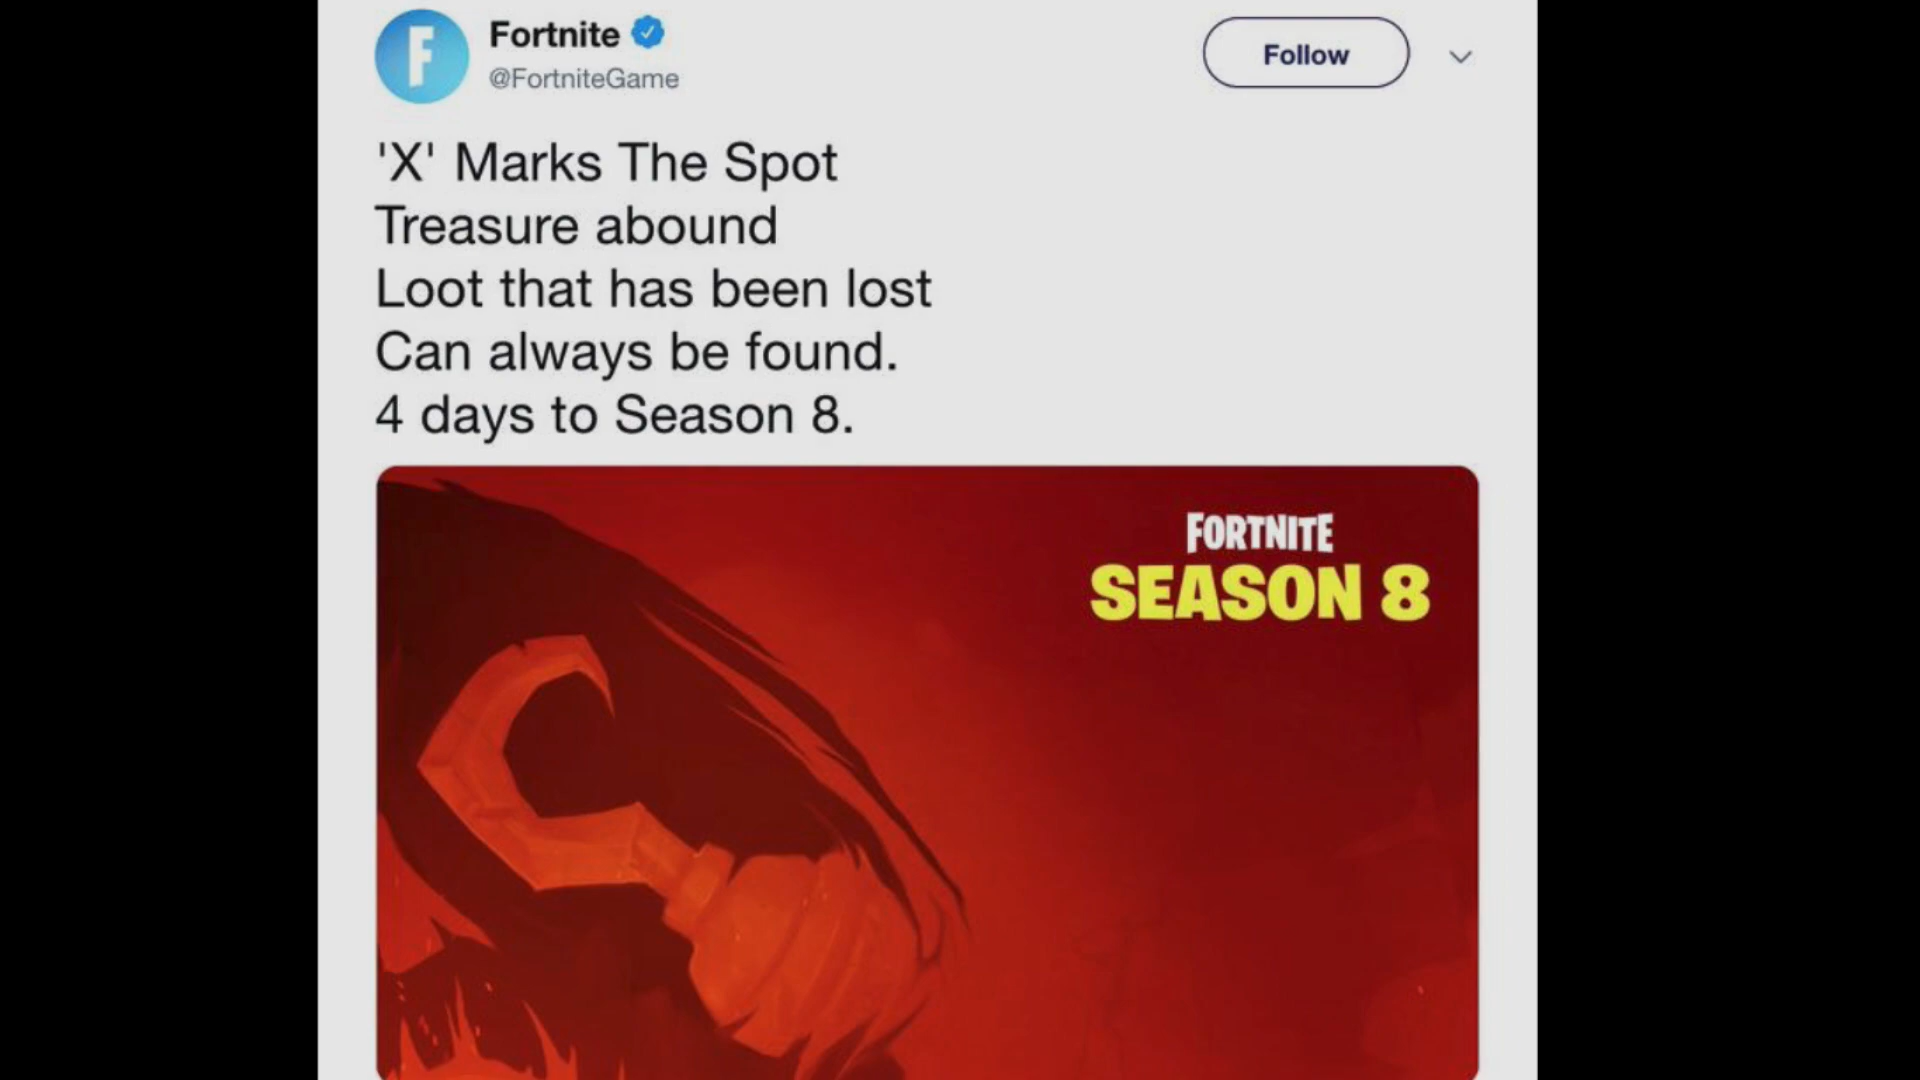 Fortnite
@FortniteGame
Follow
'X' Marks The Spot
Treasure abound
Loot that has been lost
Can always be found.
4 days to Season 8.
FORTNITE
SEASON 8